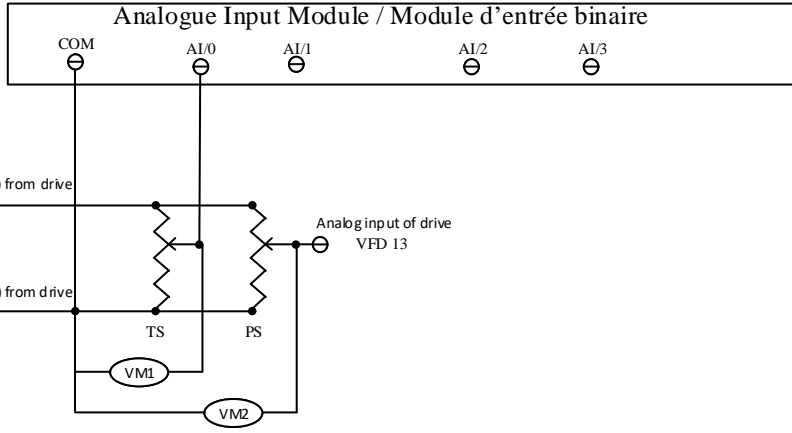 Analogue Input Module / Module d’entrée binaire
COM
AI/0
AI/1
AI/2
AI/3
) from drive
Analog input of drive
VFD 13
) from drive
TS
PS
VM1
VM2